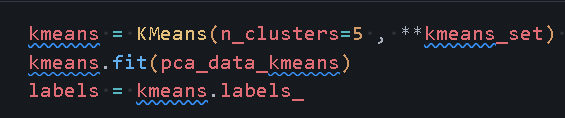 kmeans = KMeans(n_clusters=5 , **kmeans_set)
kmeans.fit(pca_data_kmeans)
labels = kmeans.labels_